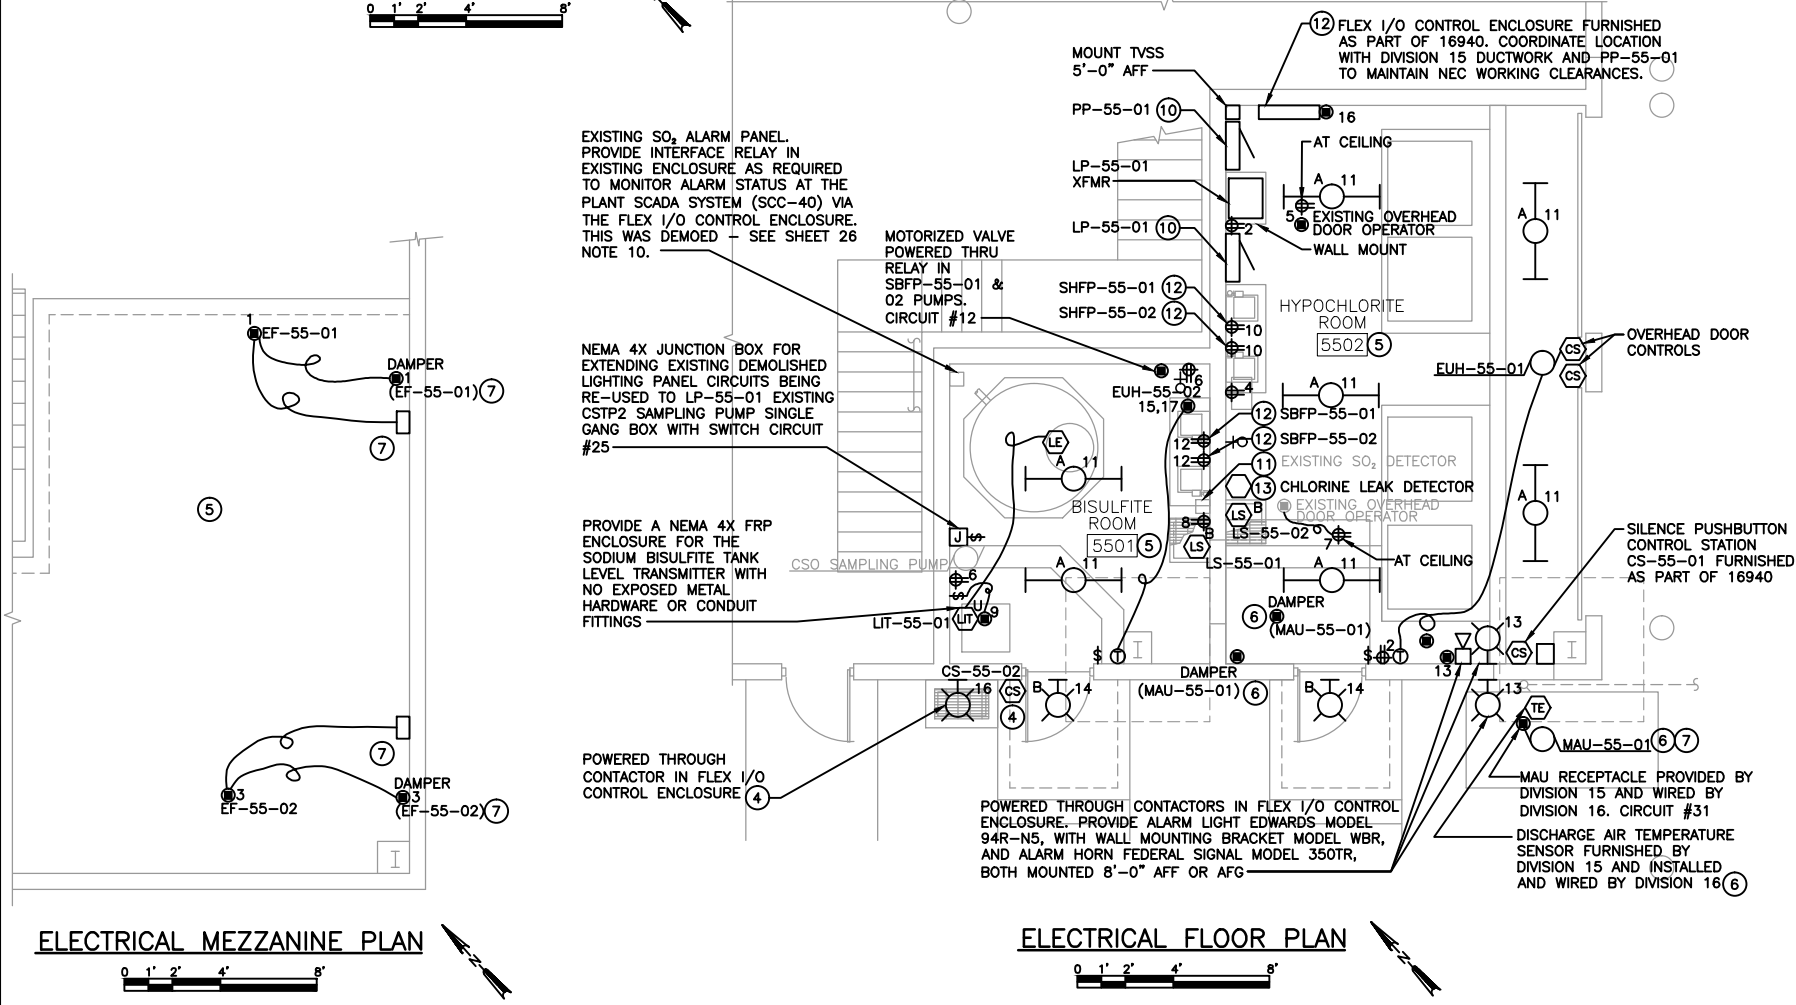 0 1' 2' 4' 8'
12 FLEX I/O CONTROL ENCLOSURE FURNISHED
AS PART OF 16940. COORDINATE LOCATION
WITH DIVISION 15 DUCTWORK AND PP-55-01
TO MAINTAIN NEC WORKING CLEARANCES.
MOUNT TVSS
5'-0" AFF
PP-55-01 10
16
AT CEILING
LP-55-01
XFMR
A 11
5
EXISTING OVERHEAD
DOOR OPERATOR
2
WALL MOUNT
LP-55-01 10
A 11
EXISTING SO₂ ALARM PANEL.
PROVIDE INTERFACE RELAY IN
EXISTING ENCLOSURE AS REQUIRED
TO MONITOR ALARM STATUS AT THE
PLANT SCADA SYSTEM (SCC-40) VIA
THE FLEX I/O CONTROL ENCLOSURE.
THIS WAS DEMOED - SEE SHEET 26
NOTE 10.
MOTORIZED VALVE
POWERED THRU
RELAY IN
SBFP-55-01 &
02 PUMPS.
CIRCUIT #12
SHFP-55-01 12
SHFP-55-02 12
10
10
HYPOCHLORITE
ROOM
5502 5
OVERHEAD DOOR
CONTROLS
CS
CS
EUH-55-01
1
EF-55-01
DAMPER
1
(EF-55-01) 7
7
5
NEMA 4X JUNCTION BOX FOR
EXTENDING EXISTING DEMOLISHED
LIGHTING PANEL CIRCUITS BEING
RE-USED TO LP-55-01 EXISTING
CSTP2 SAMPLING PUMP SINGLE
GANG BOX WITH SWITCH CIRCUIT
#25
6
EUH-55-02
15,17
4
A 11
12 SBFP-55-01
12 SBFP-55-02
12
12
11 EXISTING SO₂ DETECTOR
13 CHLORINE LEAK DETECTOR
LE
A 11
EXISTING OVERHEAD
DOOR OPERATOR
LS B
LS-55-02
7
AT CEILING
A 11
BISULFITE
ROOM
5501 5
8
B
LS
LS-55-01
A 11
A 11
PROVIDE A NEMA 4X FRP
ENCLOSURE FOR THE
SODIUM BISULFITE TANK
LEVEL TRANSMITTER WITH
NO EXPOSED METAL
HARDWARE OR CONDUIT
FITTINGS
J $
CSO SAMPLING PUMP
6
$
U
9
LIT
LIT-55-01
SILENCE PUSHBUTTON
CONTROL STATION
CS-55-01 FURNISHED
AS PART OF 16940
DAMPER
6
(MAU-55-01)
$ T
I
$ 2 T
13
13
CS
I
CS-55-02
16
CS
4
B 14
DAMPER
(MAU-55-01) 6
B 14
13
TE
MAU-55-01 6 7
7
3
EF-55-02
DAMPER
3
(EF-55-02) 7
I
POWERED THROUGH
CONTACTOR IN FLEX I/O
CONTROL ENCLOSURE 4
MAU RECEPTACLE PROVIDED BY
DIVISION 15 AND WIRED BY
DIVISION 16. CIRCUIT #31
POWERED THROUGH CONTACTORS IN FLEX I/O CONTROL
ENCLOSURE. PROVIDE ALARM LIGHT EDWARDS MODEL
94R-N5, WITH WALL MOUNTING BRACKET MODEL WBR,
AND ALARM HORN FEDERAL SIGNAL MODEL 350TR,
BOTH MOUNTED 8'-0" AFF OR AFG
DISCHARGE AIR TEMPERATURE
SENSOR FURNISHED BY
DIVISION 15 AND INSTALLED
AND WIRED BY DIVISION 16 6
ELECTRICAL MEZZANINE PLAN
0 1' 2' 4' 8'
N
ELECTRICAL FLOOR PLAN
0 1' 2' 4' 8'
N